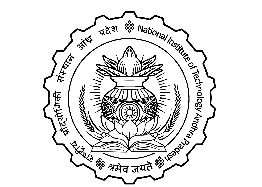 राष्ट्रीय प्रौद्योगिकी संस्थान आंध्र प्रदेश
National Institute of Technology Andhra Pradesh
श्रमेव जयते